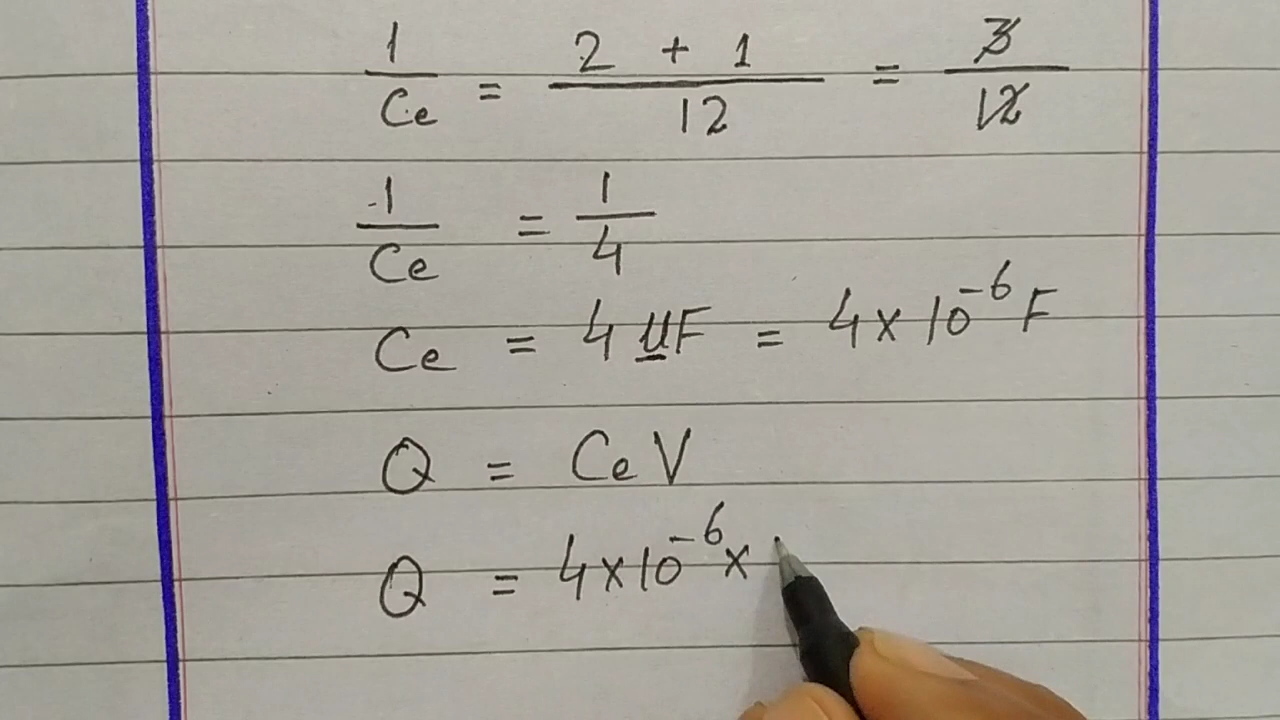 1/Ce = (2 + 1)/12 = 3/12
1/Ce = 1/4
Ce = 4 µF = 4×10⁻⁶ F
Q = CeV
Q = 4×10⁻⁶×